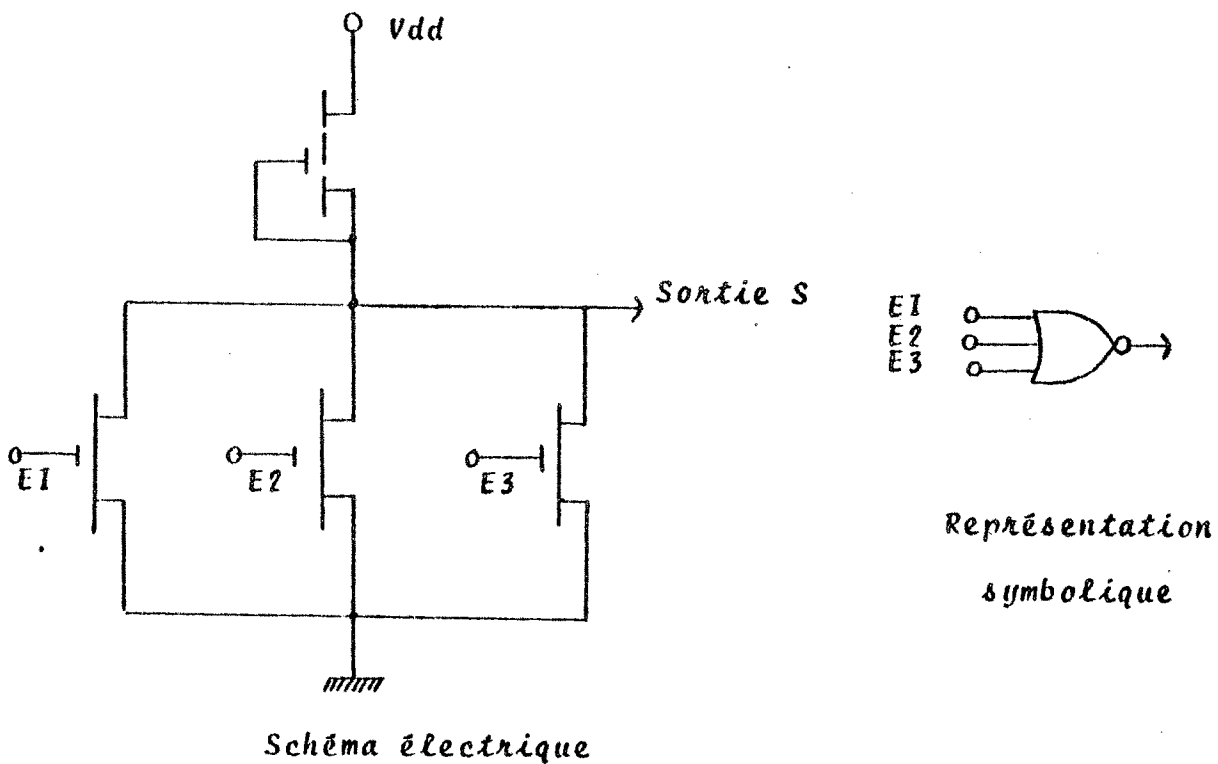 Vdd
Sortie S
E1
E2
E3
E1
E2
E3
Représentation
symbolique
Schéma électrique